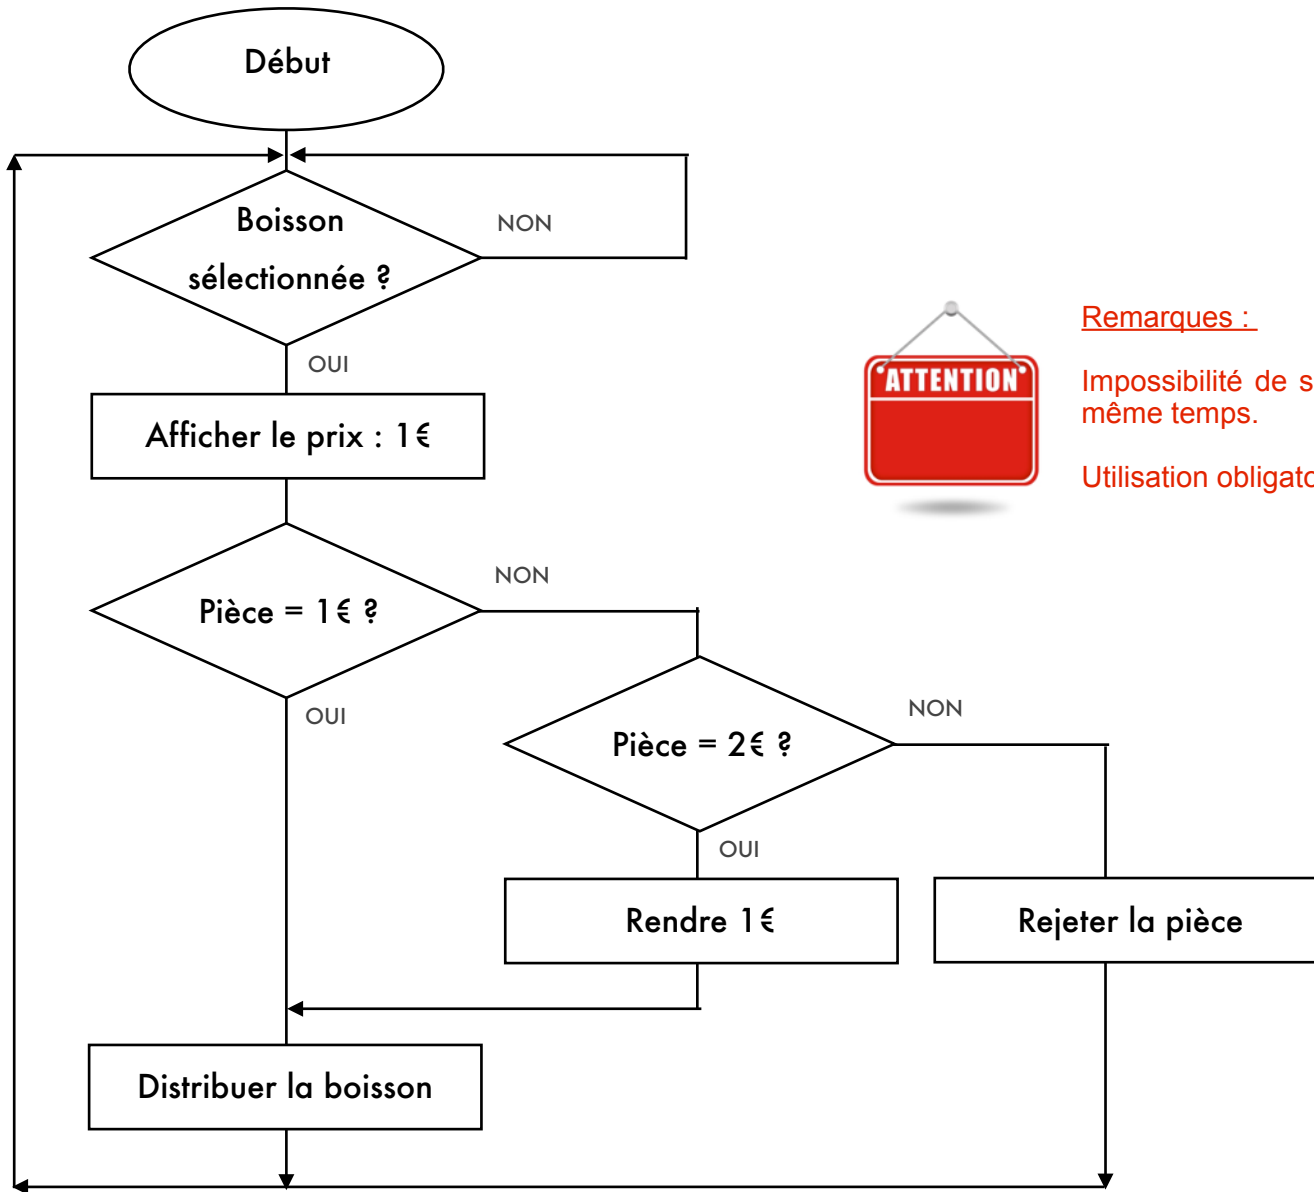 Début
Boisson
sélectionnée ?
NON
OUI
Afficher le prix : 1€
Pièce = 1€ ?
NON
OUI
Pièce = 2€ ?
NON
OUI
Rendre 1€
Rejeter la pièce
Distribuer la boisson
ATTENTION
Remarques :
Impossibilité de
même temps.
Utilisation